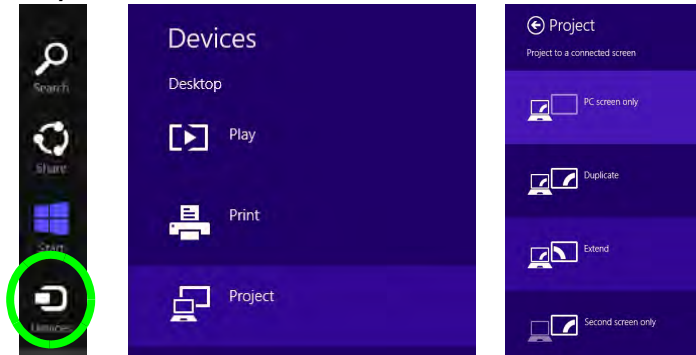 Search
Share
Start
Devices
Devices
Desktop
Play
Print
Project
Project
Project to a connected screen
PC screen only
Duplicate
Extend
Second screen only